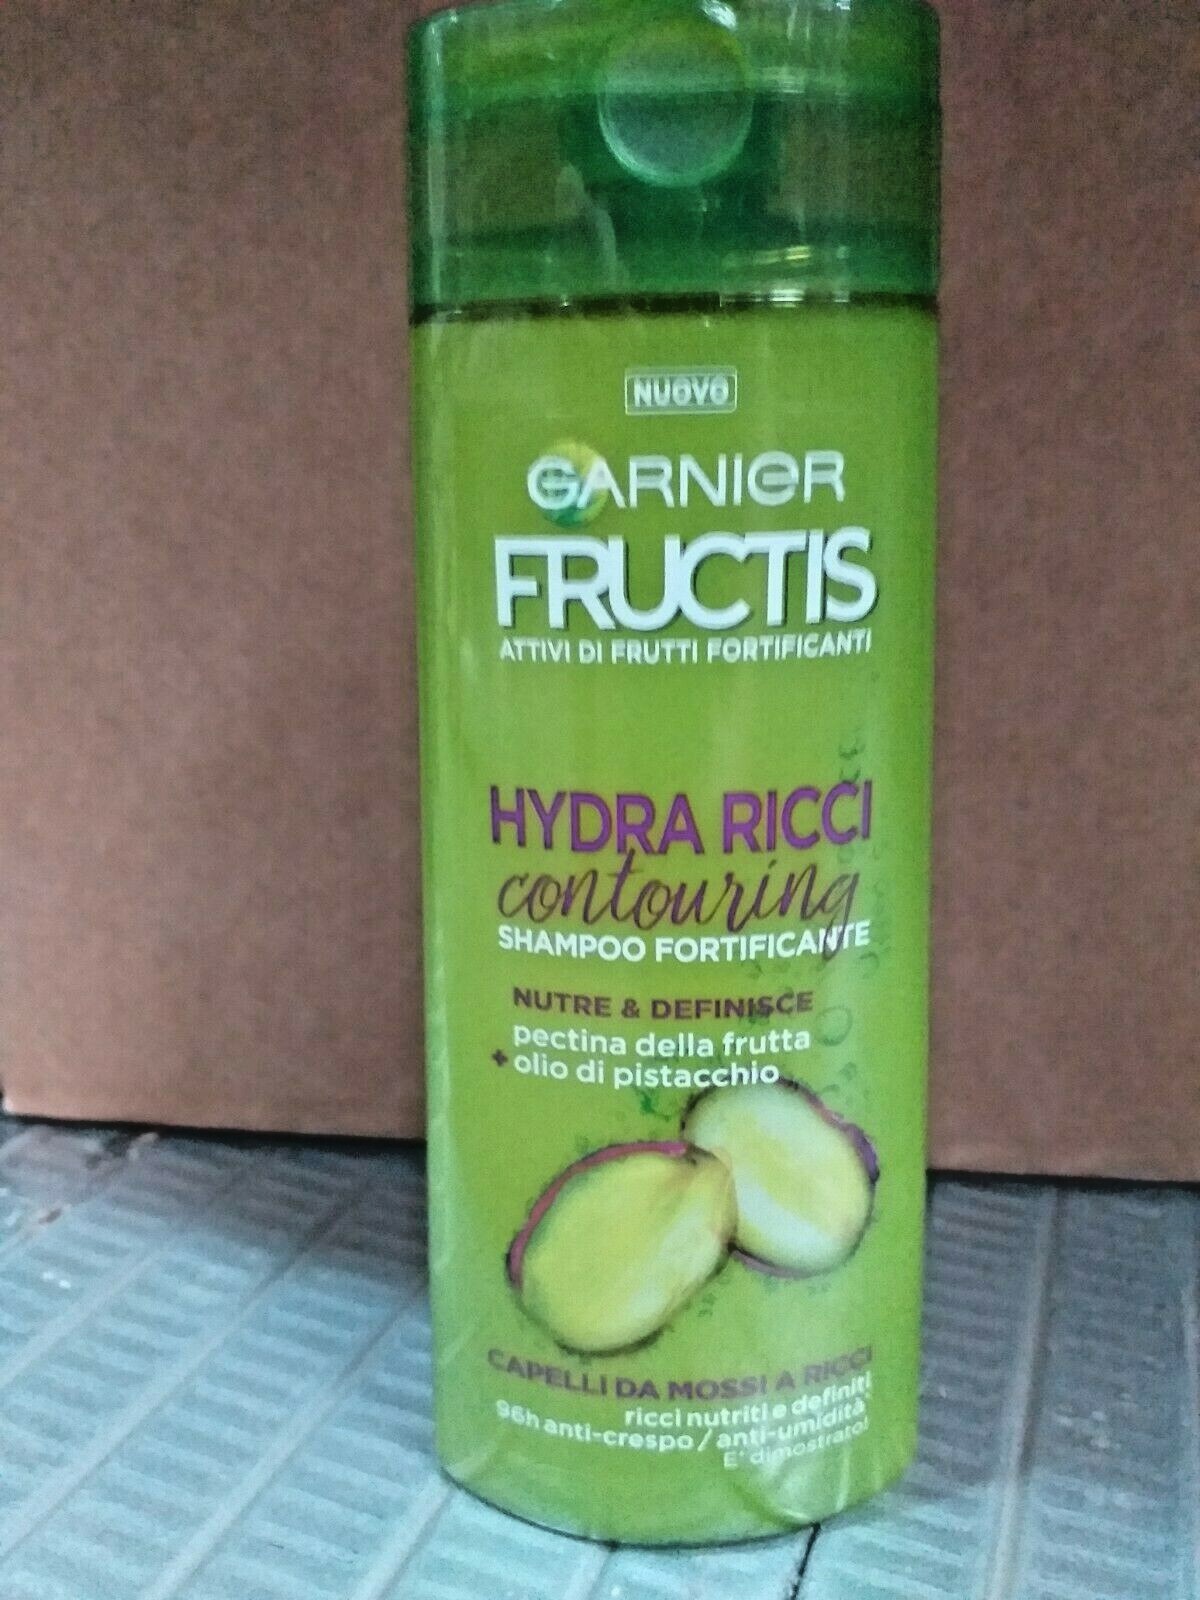 NUOVO
GARNIER
FRUCTIS
ATTIVI DI FRUTTI FORTIFICANTI
HYDRA RICCI
contouring
SHAMPOO FORTIFICANTE
NUTRE & DEFINISCE
pectina della frutta
+ olio di pistacchio
CAPELLI DA MOSSI A RICCI
ricci nutriti e definiti
96h anti-crespo / anti-umidità*
E' dimostrato!